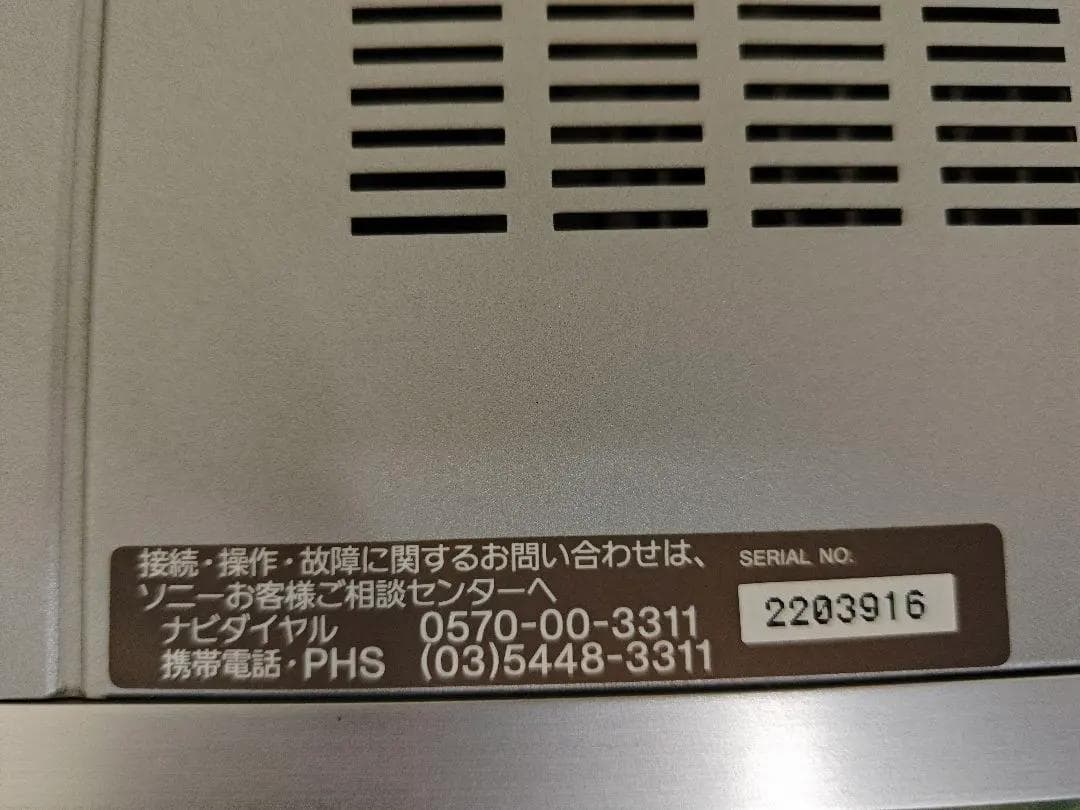 接続・操作・故障に関するお問い合わせは、
ソニーお客様ご相談センターへ
ナビダイヤル 0570-00-3311
携帯電話・PHS (03)5448-3311
SERIAL NO.
2203916